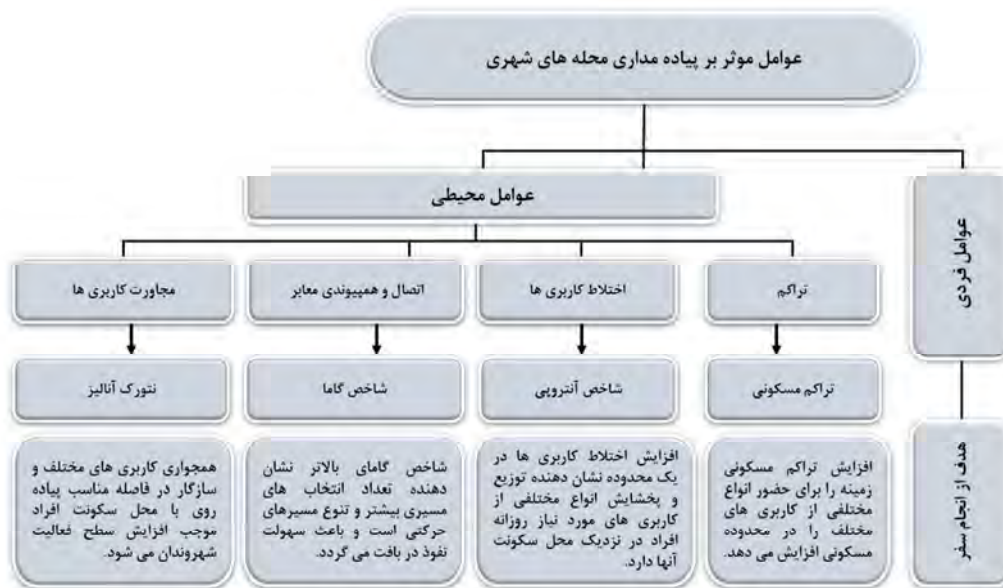 عوامل موثر بر پیاده مداری محله های شهری
عوامل فردی
عوامل محیطی
تراکم
اختلاط کاربری ها
اتصال و همپیوندی معابر
مجاورت کاربری ها
تراکم مسکونی
شاخص آنتروپی
شاخص گاما
نتورک آنالیز
هدف از انجام سفر
افزایش تراکم مسکونی
زمینه را برای حضور انواع
مختلفی از کاربری های
مختلف را در محدوده
مسکونی افزایش می دهد.
افزایش اختلاط کاربری ها در
یک محدوده نشان دهنده توزیع
و پخشایش انواع مختلفی از
کاربری های مورد نیاز روزانه
افراد در نزدیک محل سکونت
آنها دارد.
شاخص گامای بالاتر نشان
دهنده تعداد انتخاب های
مسیری بیشتر و تنوع مسیرهای
حرکتی است و باعث سهولت
نفوذ در بافت می گردد.
همجواری کاربری های مختلف و
سازگار در فاصله مناسب پیاده
روی با محل سکونت افراد
موجب افزایش سطح فعالیت
شهروندان می شود.